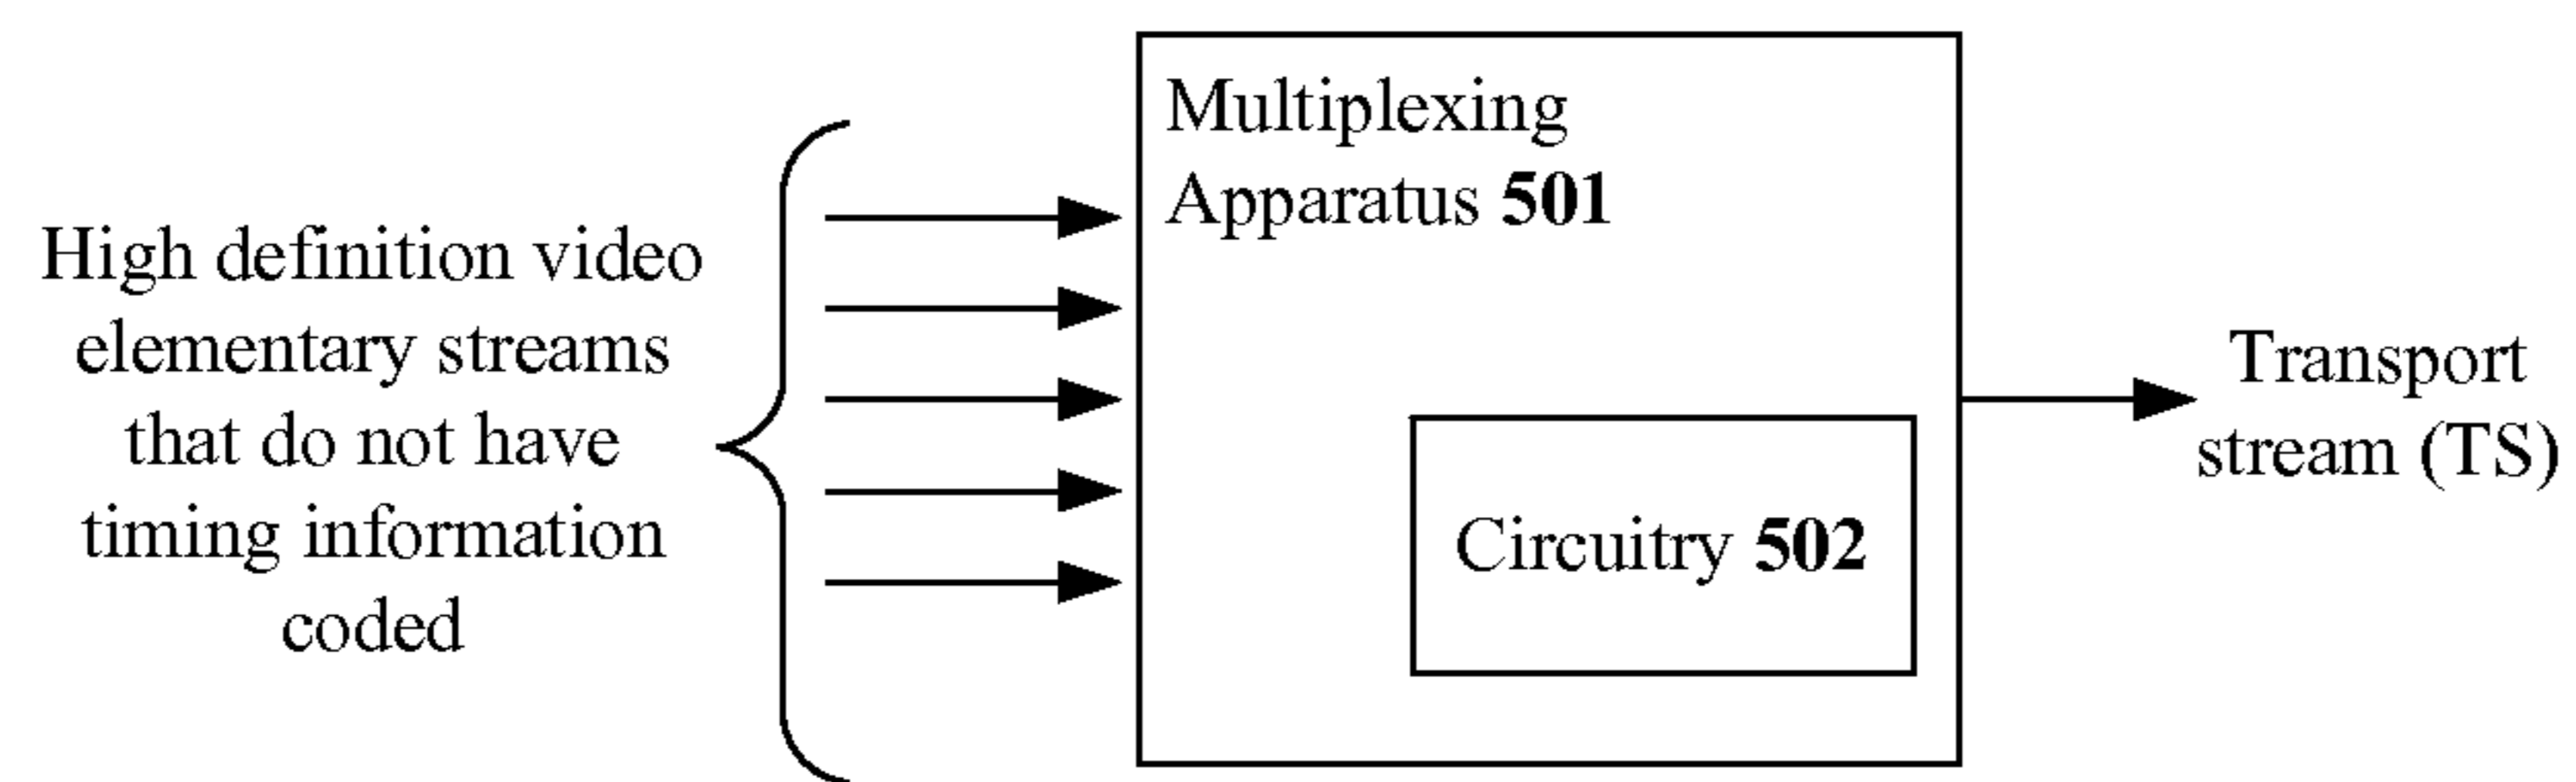 High definition video
elementary streams
that do not have
timing information
coded
Multiplexing
Apparatus 501
Circuitry 502
Transport
stream (TS)